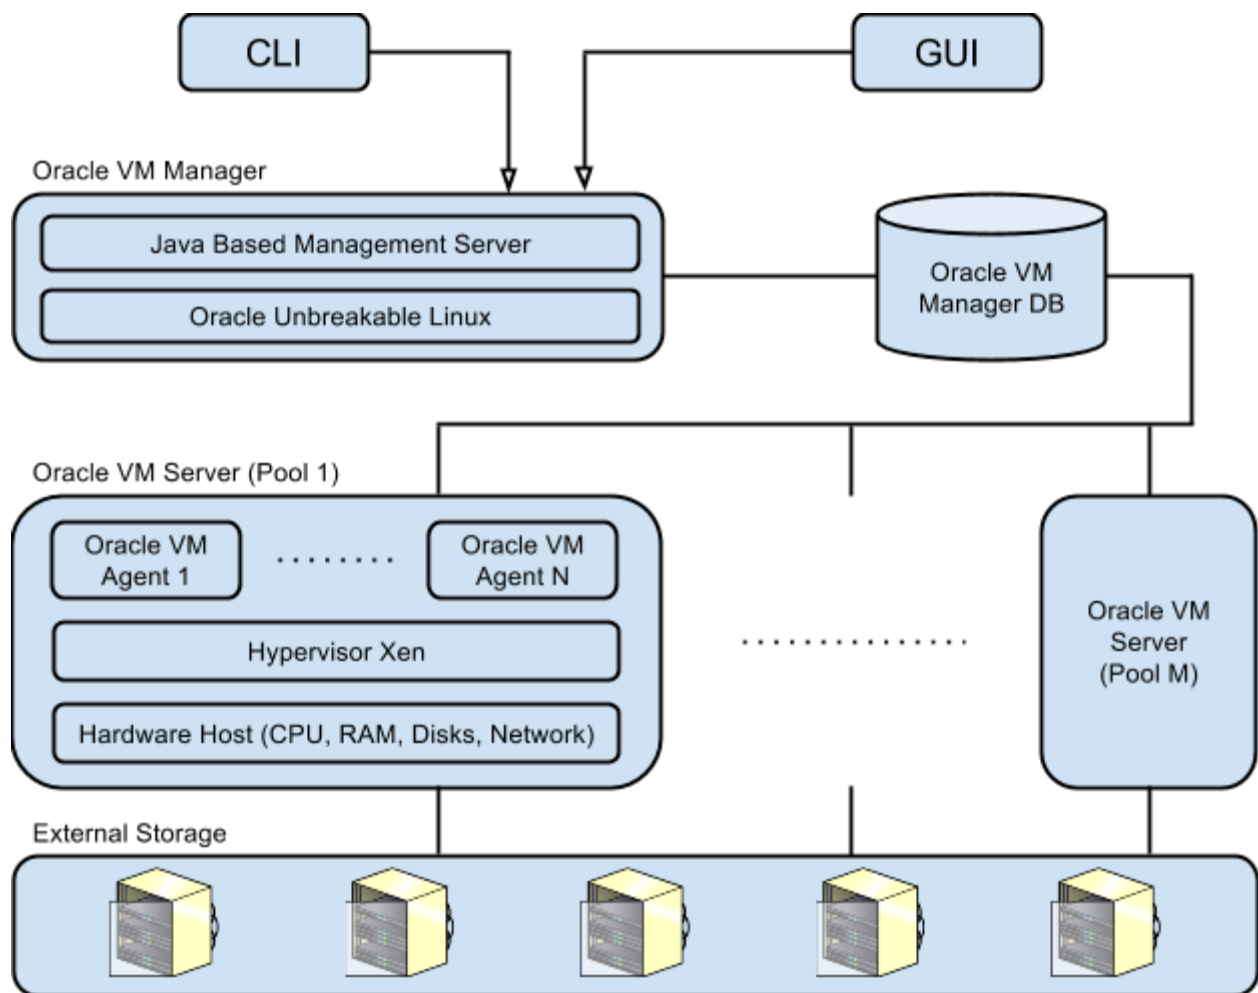 CLI
GUI
Oracle VM Manager
Java Based Management Server
Oracle Unbreakable Linux
Oracle VM
Manager DB
Oracle VM Server (Pool 1)
Oracle VM
Agent 1
Oracle VM
Agent N
Hypervisor Xen
Hardware Host (CPU, RAM, Disks, Network)
Oracle VM
Server
(Pool M)
External Storage